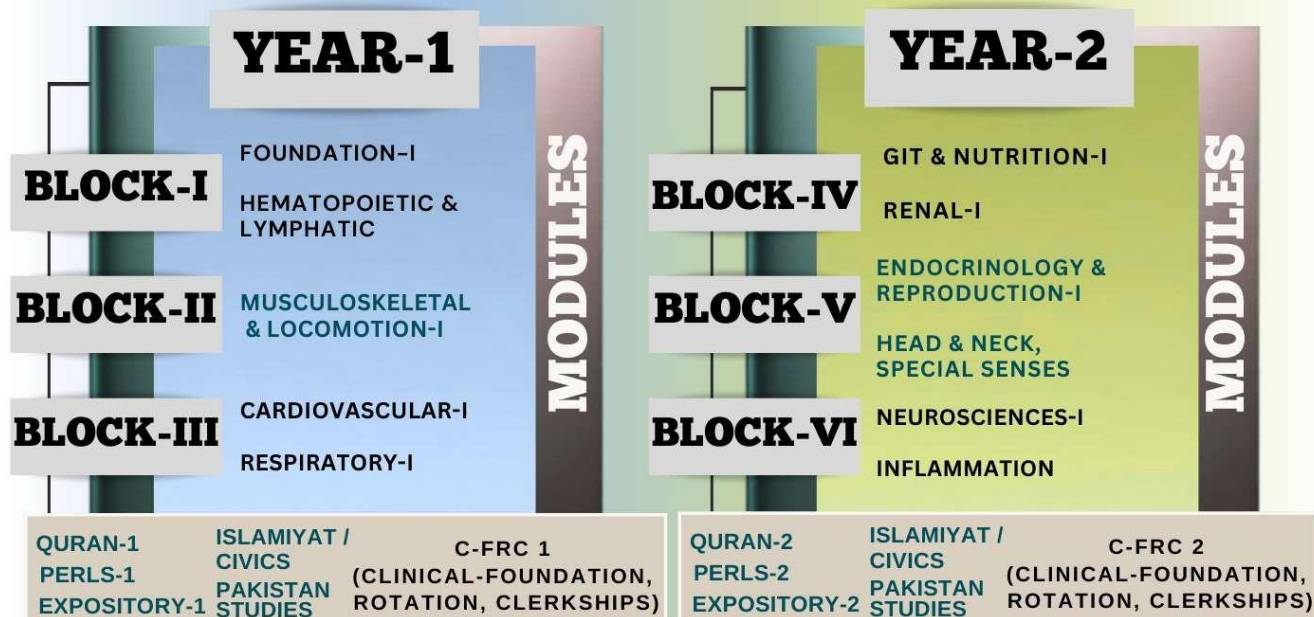 YEAR-1
BLOCK-I
FOUNDATION-I
HEMATOPOIETIC &
LYMPHATIC
BLOCK-II
MUSCULOSKELETAL
& LOCOMOTION-I
BLOCK-III
CARDIOVASCULAR-I
RESPIRATORY-I
MODULES
QURAN-1
PERLS-1
EXPOSITORY-1
ISLAMIYAT /
CIVICS
PAKISTAN
STUDIES
C-FRC 1
(CLINICAL-FOUNDATION,
ROTATION, CLERKSHIPS)
YEAR-2
BLOCK-IV
GIT & NUTRITION-I
RENAL-I
BLOCK-V
ENDOCRINOLOGY &
REPRODUCTION-I
HEAD & NECK,
SPECIAL SENSES
BLOCK-VI
NEUROSCIENCES-I
INFLAMMATION
MODULES
QURAN-2
PERLS-2
EXPOSITORY-2
ISLAMIYAT /
CIVICS
PAKISTAN
STUDIES
C-FRC 2
(CLINICAL-FOUNDATION,
ROTATION, CLERKSHIPS)